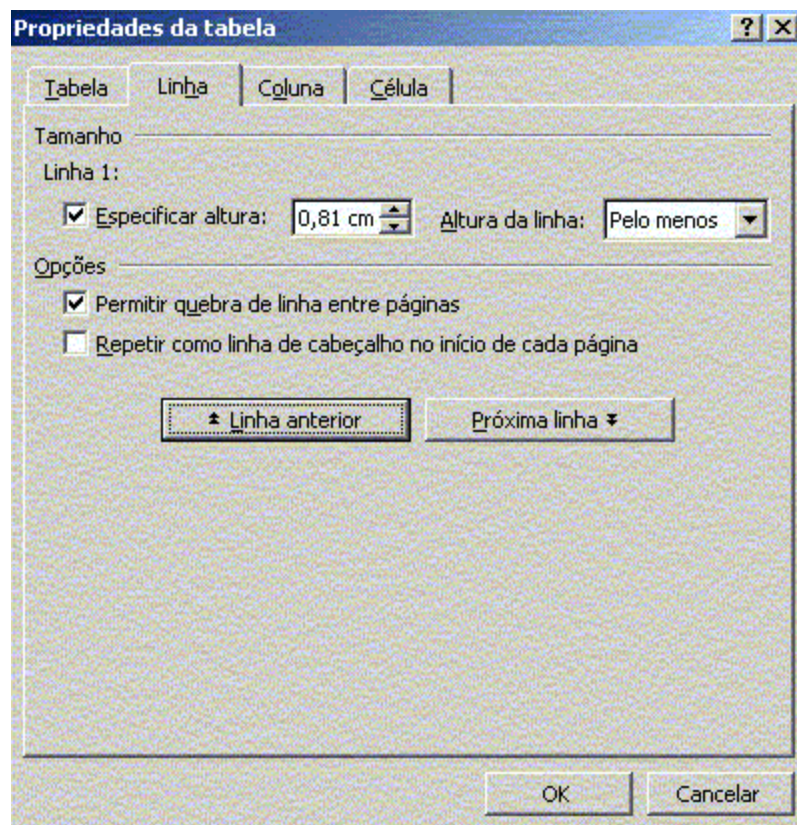 Propriedades da tabela
Tabela Linha Coluna Célula
Tamanho
Linha 1:
Especificar altura: 0,81 cm Altura da linha: Pelo menos
Opções
Permitir quebra de linha entre páginas
Repetir como linha de cabeçalho no início de cada página
Linha anterior Próxima linha
OK Cancelar